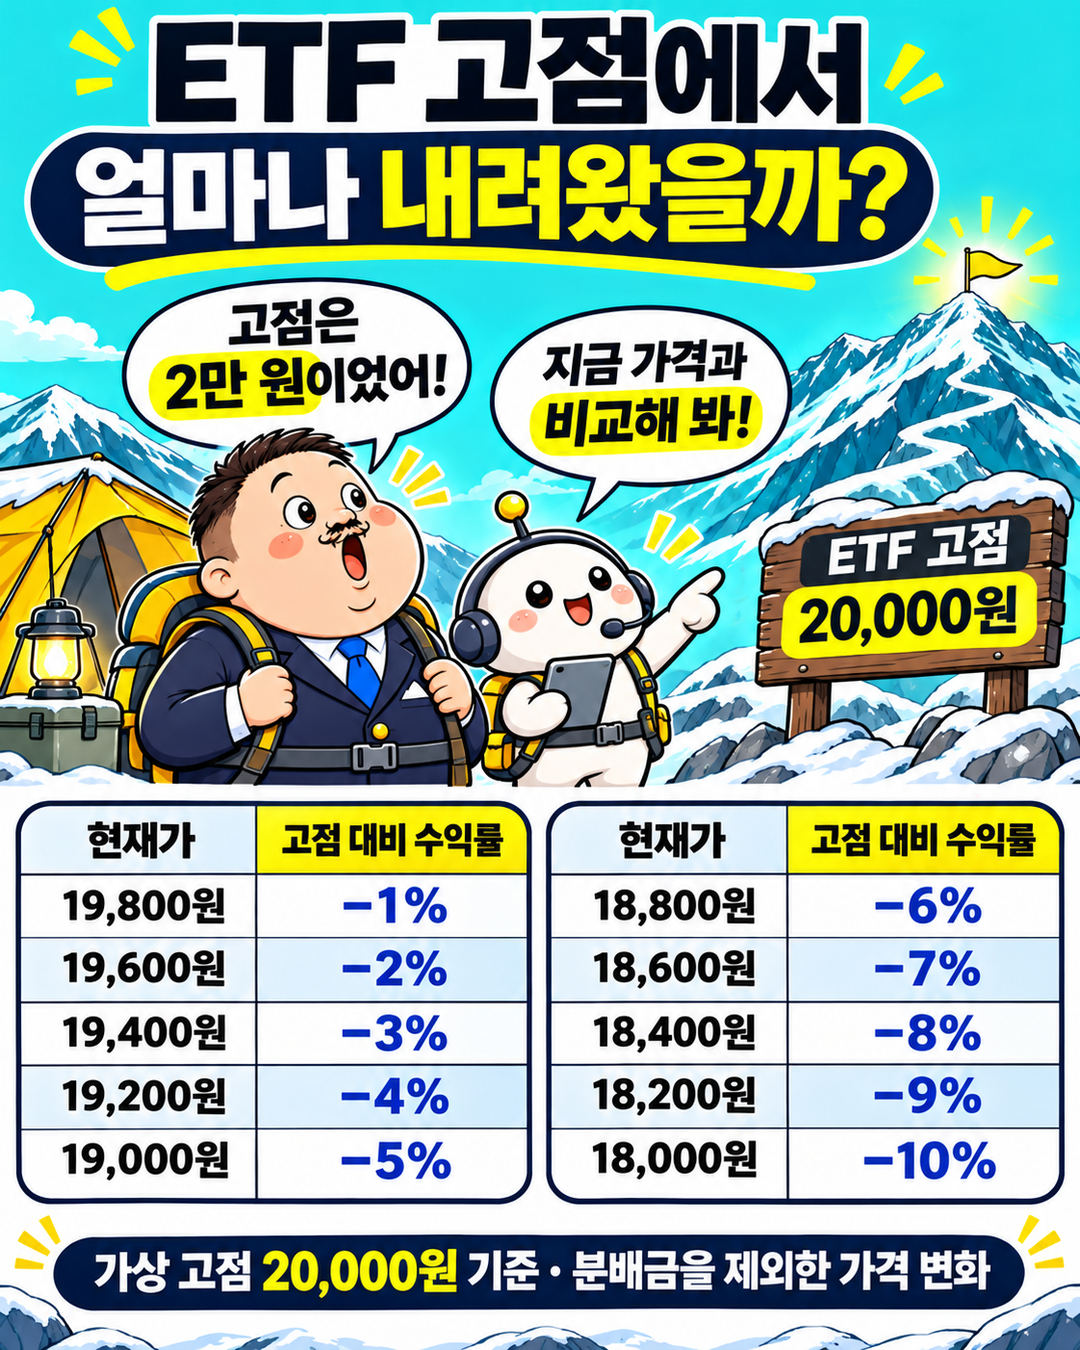 ETF 고점에서
얼마나 내려왔을까?
고점은
2만 원이었어!
지금 가격과
비교해 봐!
ETF 고점
20,000원
현재가 고점 대비 수익률
19,800원 -1%
19,600원 -2%
19,400원 -3%
19,200원 -4%
19,000원 -5%
현재가 고점 대비 수익률
18,800원 -6%
18,600원 -7%
18,400원 -8%
18,200원 -9%
18,000원 -10%
가상 고점 20,000원 기준 · 분배금을 제외한 가격 변화